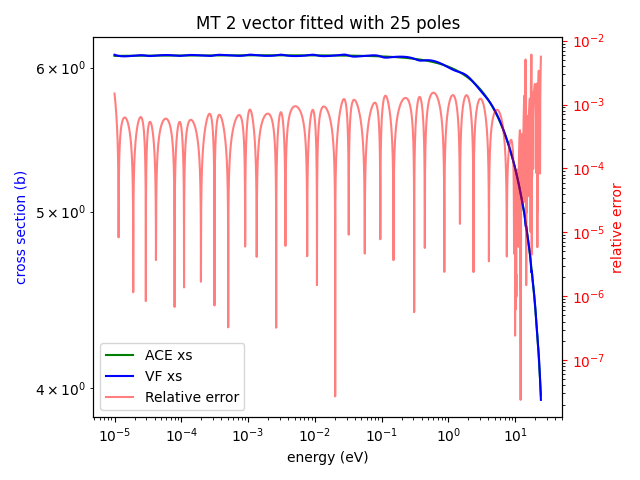 MT 2 vector fitted with 25 poles
cross section (b)
6 × 10⁰
5 × 10⁰
4 × 10⁰
ACE xs
VF xs
Relative error
10⁻² 
10⁻³
10⁻⁴
10⁻⁵
10⁻⁶
10⁻⁷
relative error
10⁻⁵ 10⁻⁴ 10⁻³ 10⁻² 10⁻¹ 10⁰ 10¹
energy (eV)